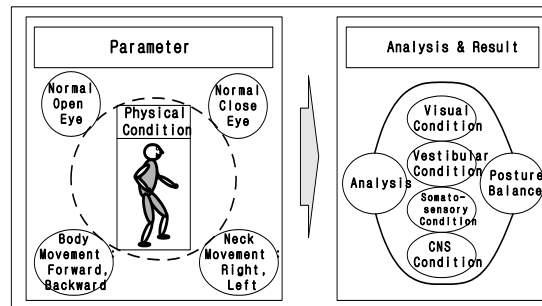 Parameter
Normal
Open
Eye
Normal
Close
Eye
Physical
Condition
Body
Movement
Forward,
Backward
Neck
Movement
Right,
Left
Analysis & Result
Visual
Condition
Vestibular
Condition
Analysis
Posture
Balance
Somato-
sensory
Condition
CNS
Condition